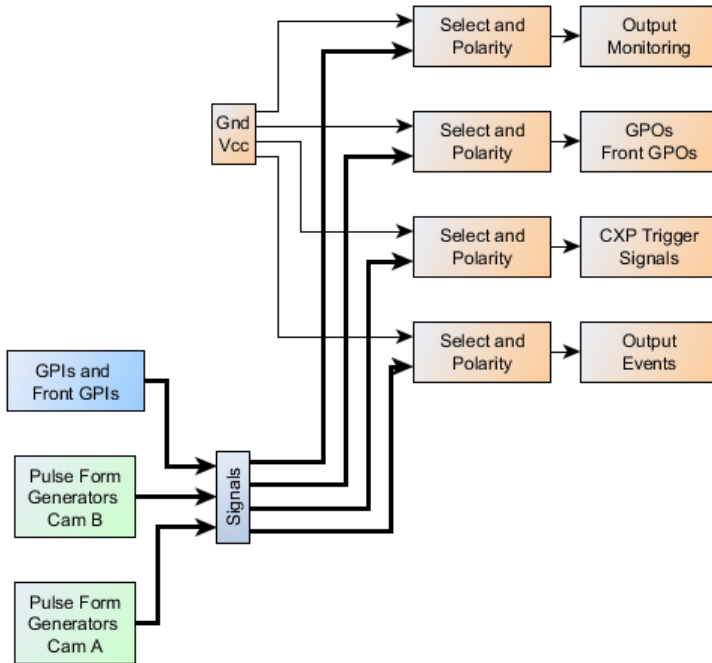 Select and
Polarity
Output
Monitoring
Gnd
Vcc
Select and
Polarity
GPOs
Front GPOs
Select and
Polarity
CXP Trigger
Signals
Select and
Polarity
Output
Events
GPIs and
Front GPIs
Signals
Pulse Form
Generators
Cam B
Pulse Form
Generators
Cam A